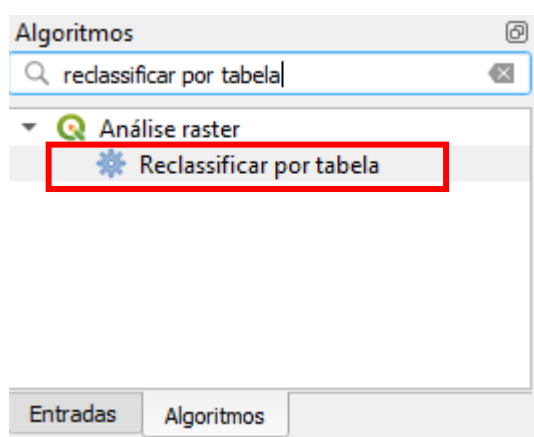 Algoritmos
reclassificar por tabela
Análise raster
Reclassificar por tabela
Entradas Algoritmos